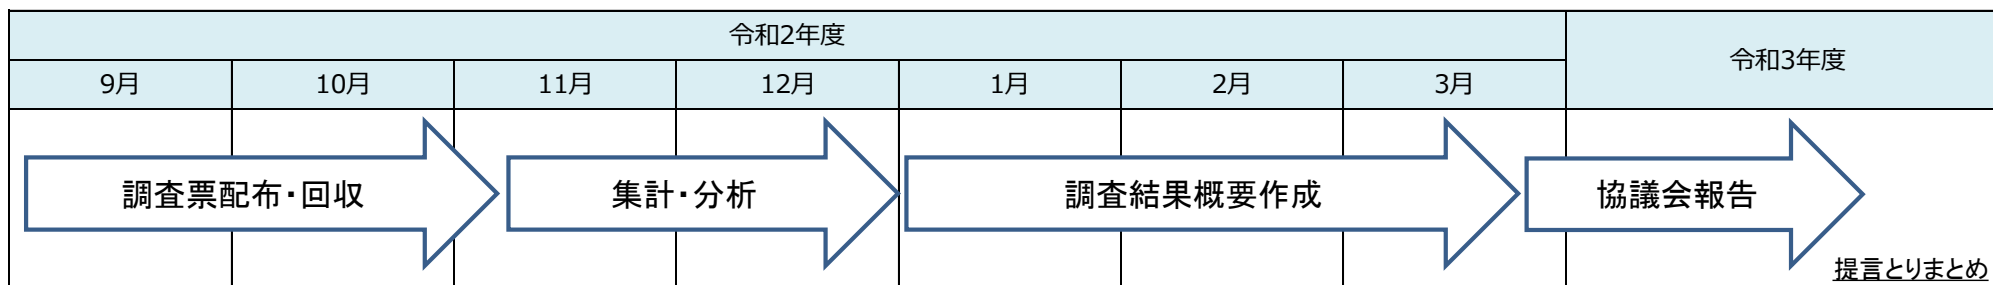 令和2年度
令和3年度
9月
10月
11月
12月
1月
2月
3月
調査票配布・回収
集計・分析
調査結果概要作成
協議会報告
提言とりまとめ